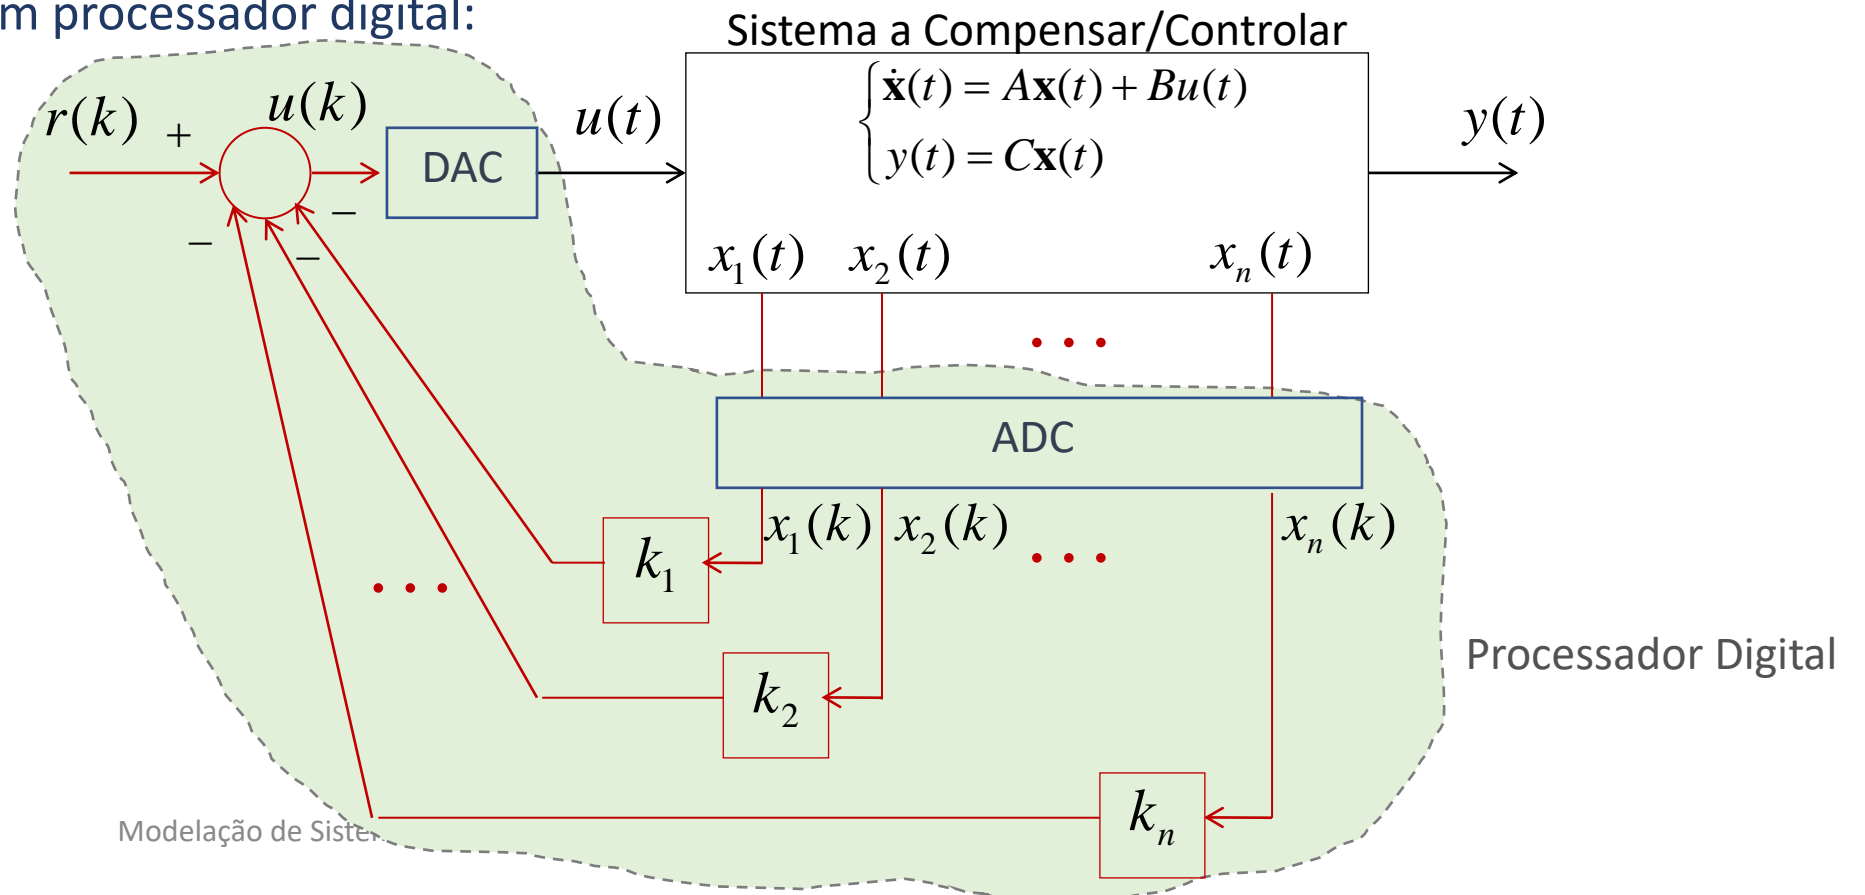 m processador digital:
Sistema a Compensar/Controlar
ẋ(t) = Ax(t) + Bu(t)
y(t) = Cx(t)
r(k) + u(k)
DAC
u(t)
y(t)
− − −
x₁(t) x₂(t) xₙ(t)
...
ADC
x₁(k) x₂(k) ... xₙ(k)
k₁
...
k₂
Processador Digital
kₙ
Modelação de